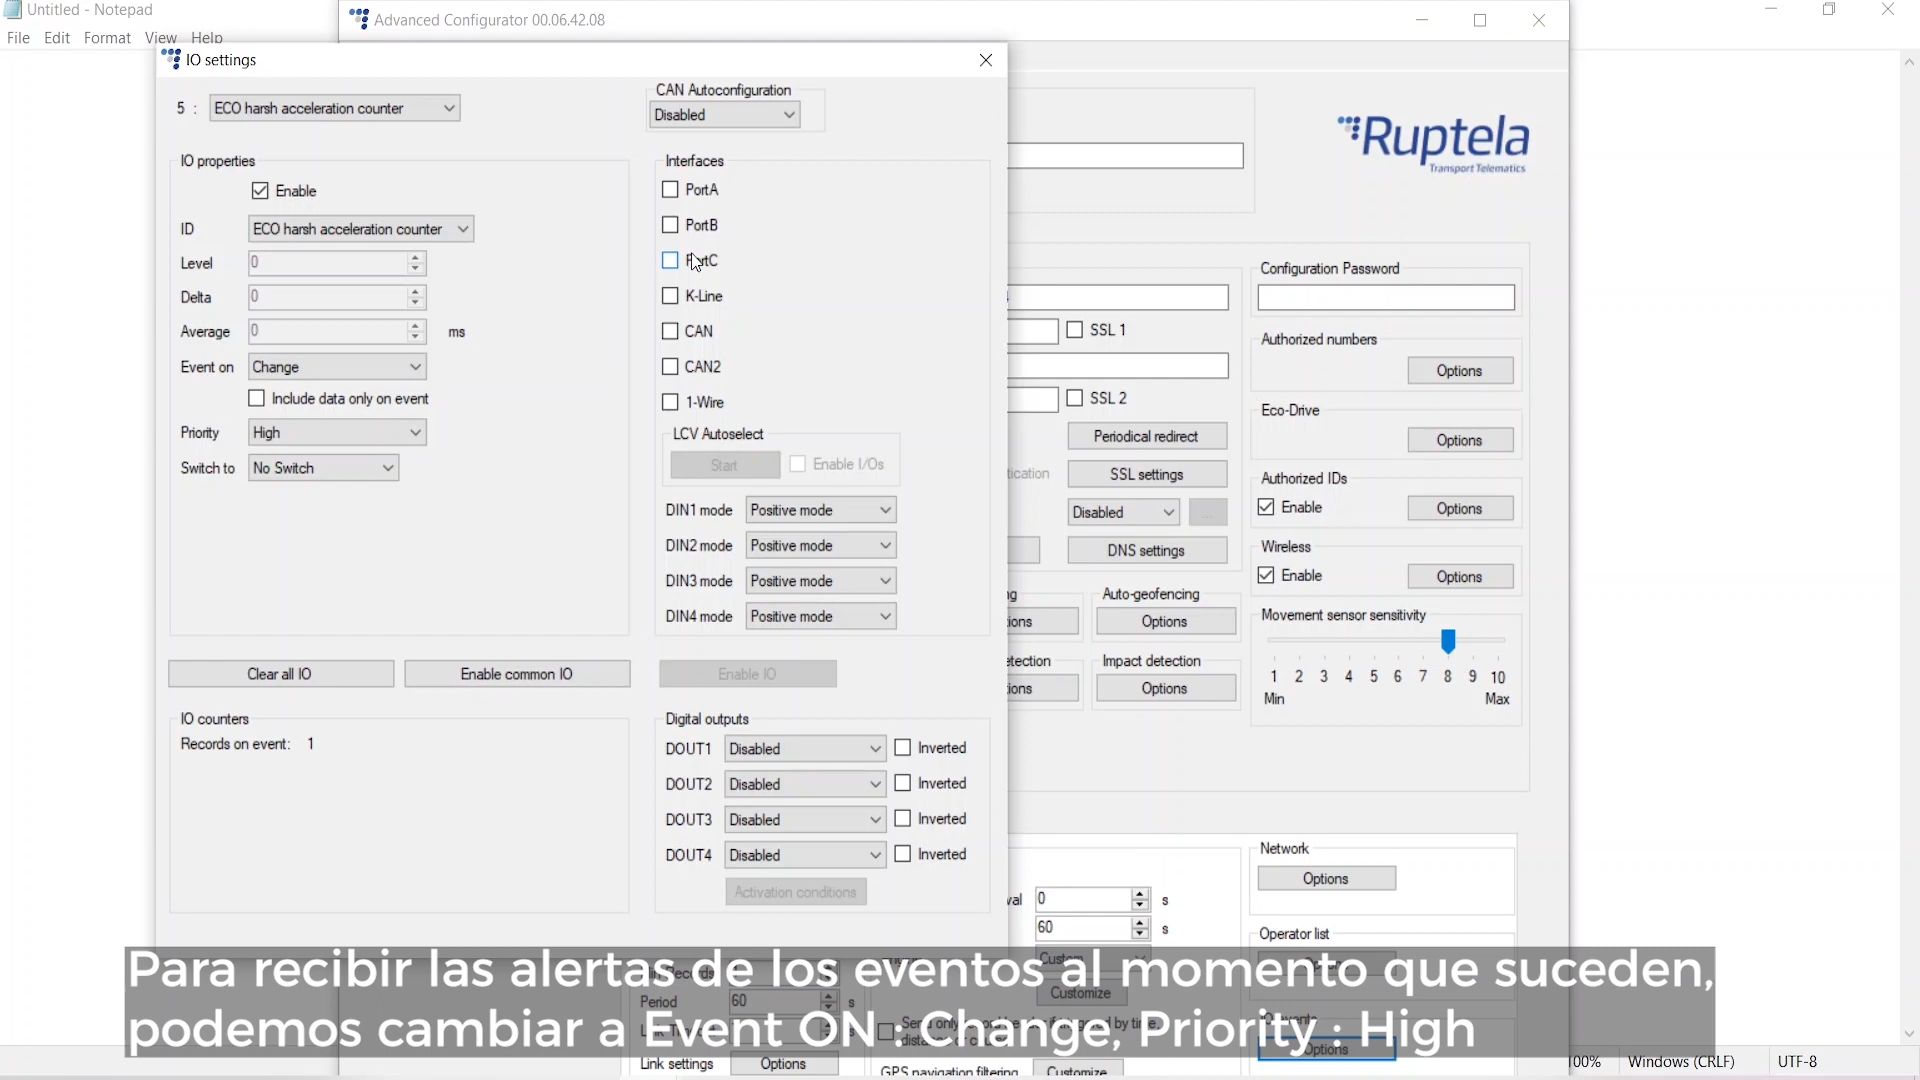 Untitled - Notepad
File Edit Format View Help
Advanced Configurator 00.06.42.08
IO settings
5 : ECO harsh acceleration counter
CAN Autoconfiguration
Disabled
IO properties
Enable
ID ECO harsh acceleration counter
Level 0
Delta 0
Average 0 ms
Event on Change
Include data only on event
Priority High
Switch to No Switch
Interfaces
PortA
PortB
K-Line
CAN
CAN2
1-Wire
LCV Autoselect
Start Enable I/Os
DIN1 mode Positive mode
DIN2 mode Positive mode
DIN3 mode Positive mode
DIN4 mode Positive mode
Clear all IO Enable common IO Enable IO
IO counters
Records on event: 1
Digital outputs
DOUT1 Disabled Inverted
DOUT2 Disabled Inverted
DOUT3 Disabled Inverted
DOUT4 Disabled Inverted
Activation conditions
Ruptela
Transport Telematics
SSL 1
SSL 2
Periodical redirect
SSL settings
Disabled ...
DNS settings
Auto-geofencing
Options
Impact detection
Options
Configuration Password
Authorized numbers
Options
Eco-Drive
Options
Authorized IDs
Enable Options
Wireless
Enable Options
Movement sensor sensitivity
1 2 3 4 5 6 7 8 9 10
Min Max
0 s
60 s
Custom
Customize
Network
Options
Operator list
Period 60 s
Link settings Options
GPS navigation filtering Customize
Options
Para recibir las alertas de los eventos al momento que suceden,
podemos cambiar a Event ON : Change, Priority : High
100% Windows (CRLF) UTF-8